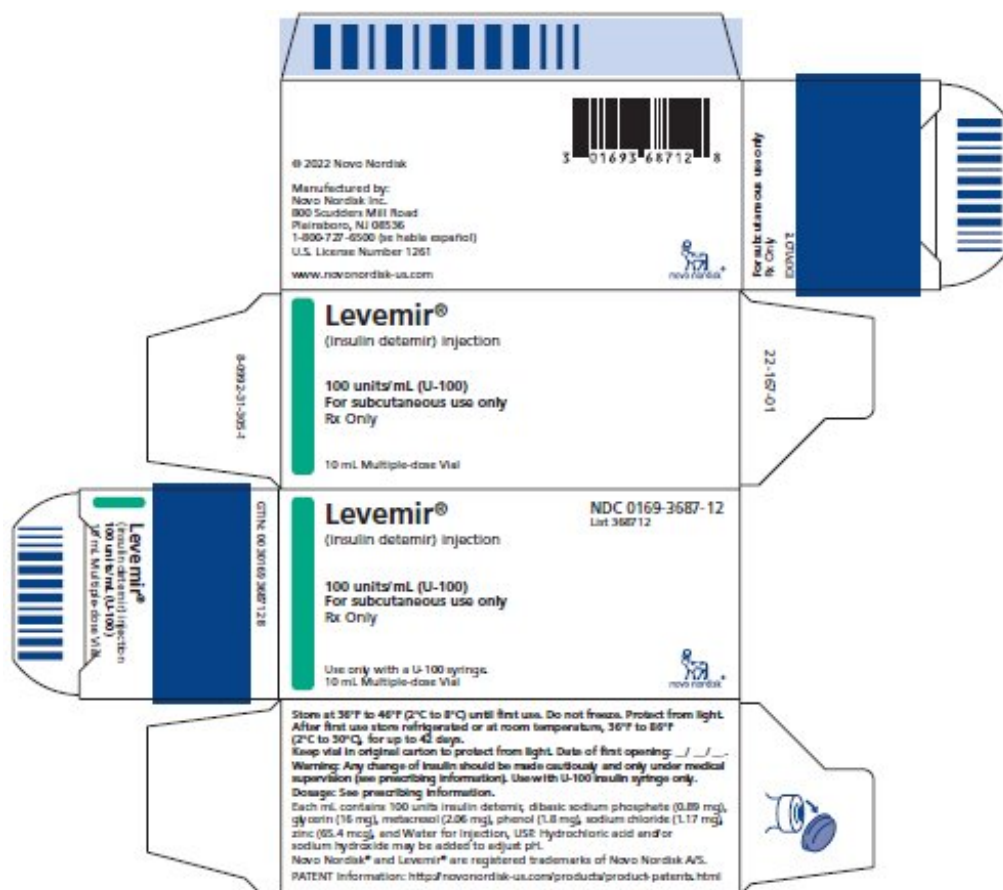 © 2022 Novo Nordisk
Manufactured by:
Novo Nordisk Inc.
800 Scudders Mill Road
Plainsboro, NJ 08536
1-800-727-6500 (se habla español)
U.S. License Number 1261
www.novonordisk-us.com
3 01693 68712 8
novo nordisk®
For subcutaneous use only
Rx Only
Levemir®
(insulin detemir) injection
100 units/mL (U-100)
For subcutaneous use only
Rx Only
10 mL Multiple-dose Vial
8-0992-31-305-1
22-167-01
Levemir®
(insulin detemir) injection
100 units/mL (U-100)
10 mL Multiple-dose Vial
Levemir®
(insulin detemir) injection
NDC 0169-3687-12
List 368712
100 units/mL (U-100)
For subcutaneous use only
Rx Only
Use only with a U-100 syringe.
10 mL Multiple-dose Vial
novo nordisk®
Store at 36°F to 46°F (2°C to 8°C) until first use. Do not freeze. Protect from light.
After first use store refrigerated or at room temperature, 36°F to 86°F
(2°C to 30°C), for up to 42 days.
Keep vial in original carton to protect from light. Date of first opening: __/__/__.
Warning: Any change of insulin should be made cautiously and only under medical
supervision (see prescribing information). Use with U-100 insulin syringe only.
Dosage: See prescribing information.
Each mL contains 100 units insulin detemir, dibasic sodium phosphate (0.89 mg),
glycerin (16 mg), metacresol (2.06 mg), phenol (1.8 mg), sodium chloride (1.17 mg),
zinc (65.4 mcg), and Water for Injection, USP. Hydrochloric acid and/or
sodium hydroxide may be added to adjust pH.
Novo Nordisk® and Levemir® are registered trademarks of Novo Nordisk A/S.
PATENT Information: http://novonordisk-us.com/products/product-patents.html